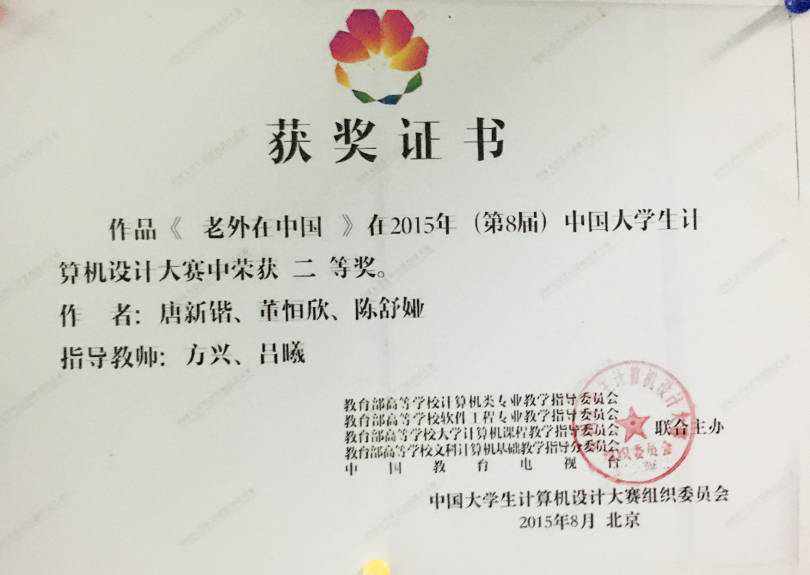 获奖证书
作品《 老外在中国 》在2015年（第8届）中国大学生计
算机设计大赛中荣获 二 等奖。
作 者：唐新锴、董恒欣、陈舒娅
指导教师：方兴、吕曦
教育部高等学校计算机类专业教学指导委员会
教育部高等学校软件工程专业教学指导委员会
教育部高等学校大学计算机课程教学指导委员会
教育部高等学校文科计算机基础教学指导分委员会
中国教育电视台
联合主办
中国大学生计算机设计大赛组织委员会
2015年8月 北京